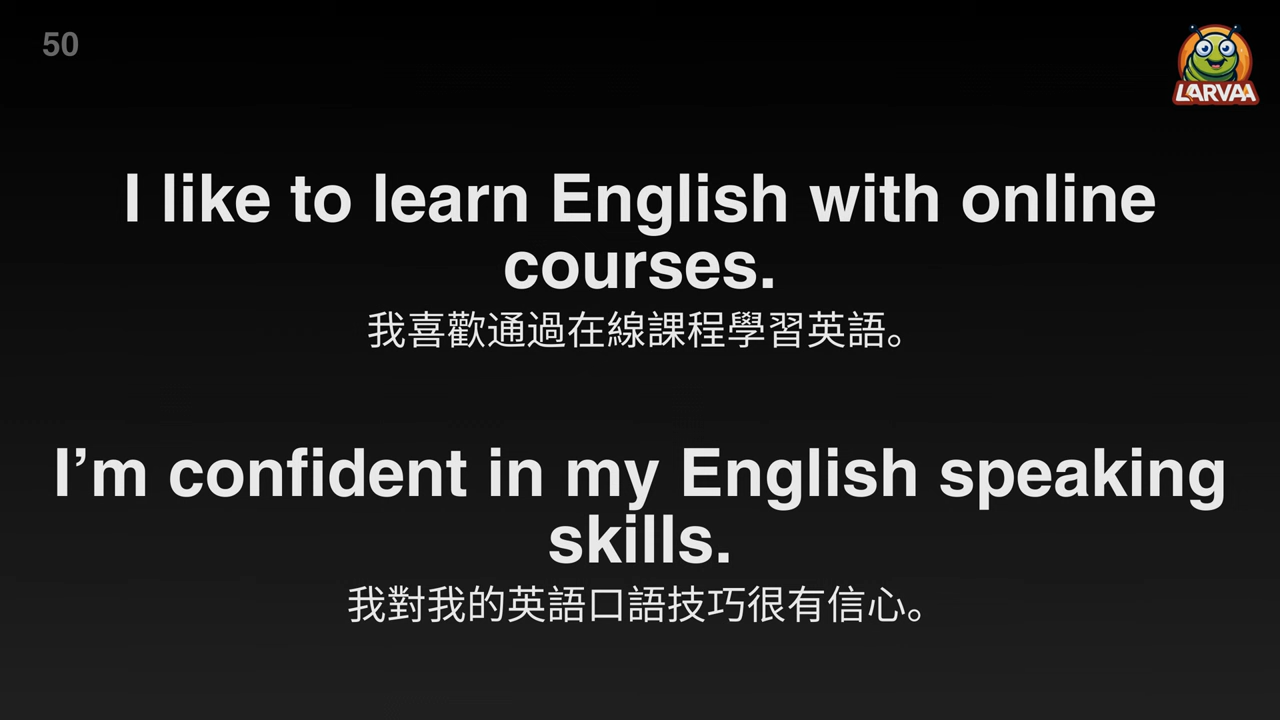 50
LARVAA
I like to learn English with online
courses.
我喜歡通過在線課程學習英語。
I’m confident in my English speaking
skills.
我對我的英語口語技巧很有信心。